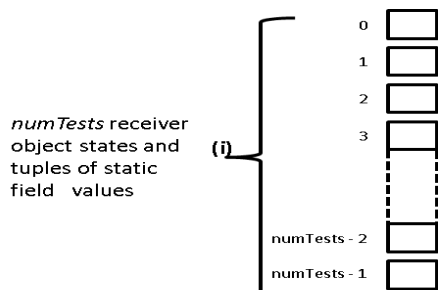 numTests receiver
object states and
tuples of static
field values
(i)
0
1
2
3
numTests - 2
numTests - 1